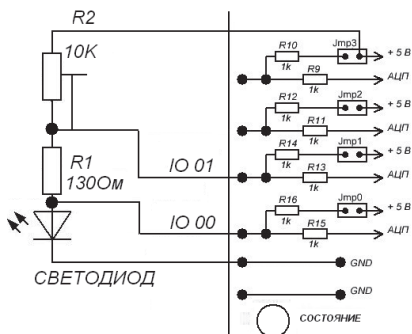 R2
10K
R1
130Ом
СВЕТОДИОД
IO 01
IO 00
R10
1k
Jmp3
+ 5 В
R9
1k
АЦП
R12
1k
Jmp2
+ 5 В
R11
1k
АЦП
R14
1k
Jmp1
+ 5 В
R13
1k
АЦП
R16
1k
Jmp0
+ 5 В
R15
1k
АЦП
GND
GND
СОСТОЯНИЕ